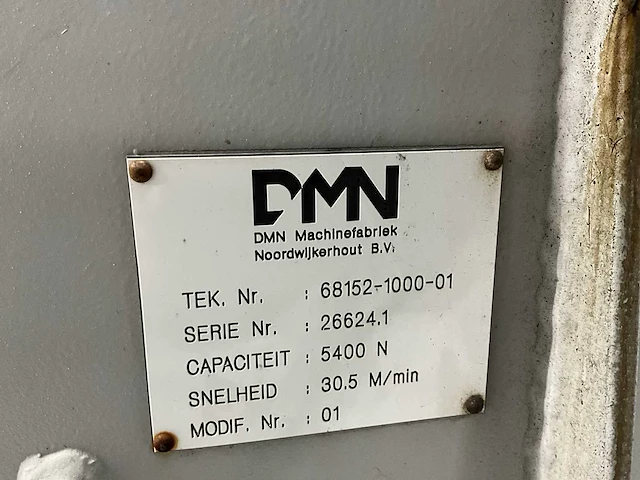 DMN
DMN Machinefabriek
Noordwijkerhout B.V.
TEK. Nr. : 68152-1000-01
SERIE Nr. : 26624.1
CAPACITEIT : 5400 N
SNELHEID : 30.5 M/min
MODIF. Nr. : 01